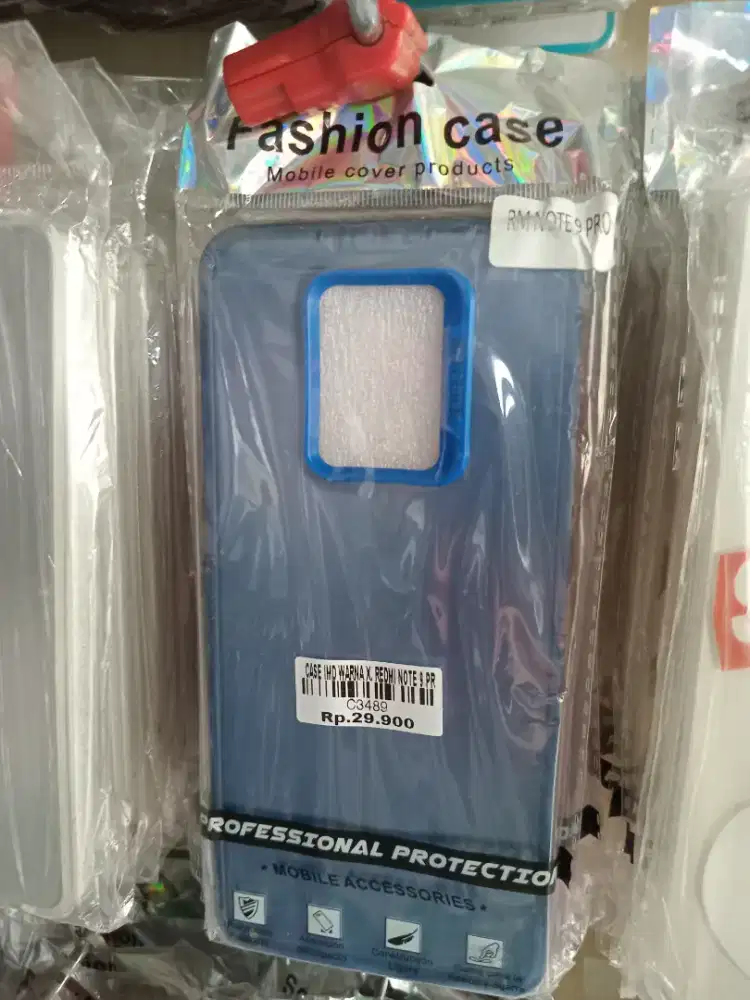 Fashion case
Mobile cover products
RM NOTE 9 PRO
CASE IMD WARNA X. REDMI NOTE 9 PR
C3489
Rp.29.900
PROFESSIONAL PROTECTION
* MOBILE ACCESSORIES *